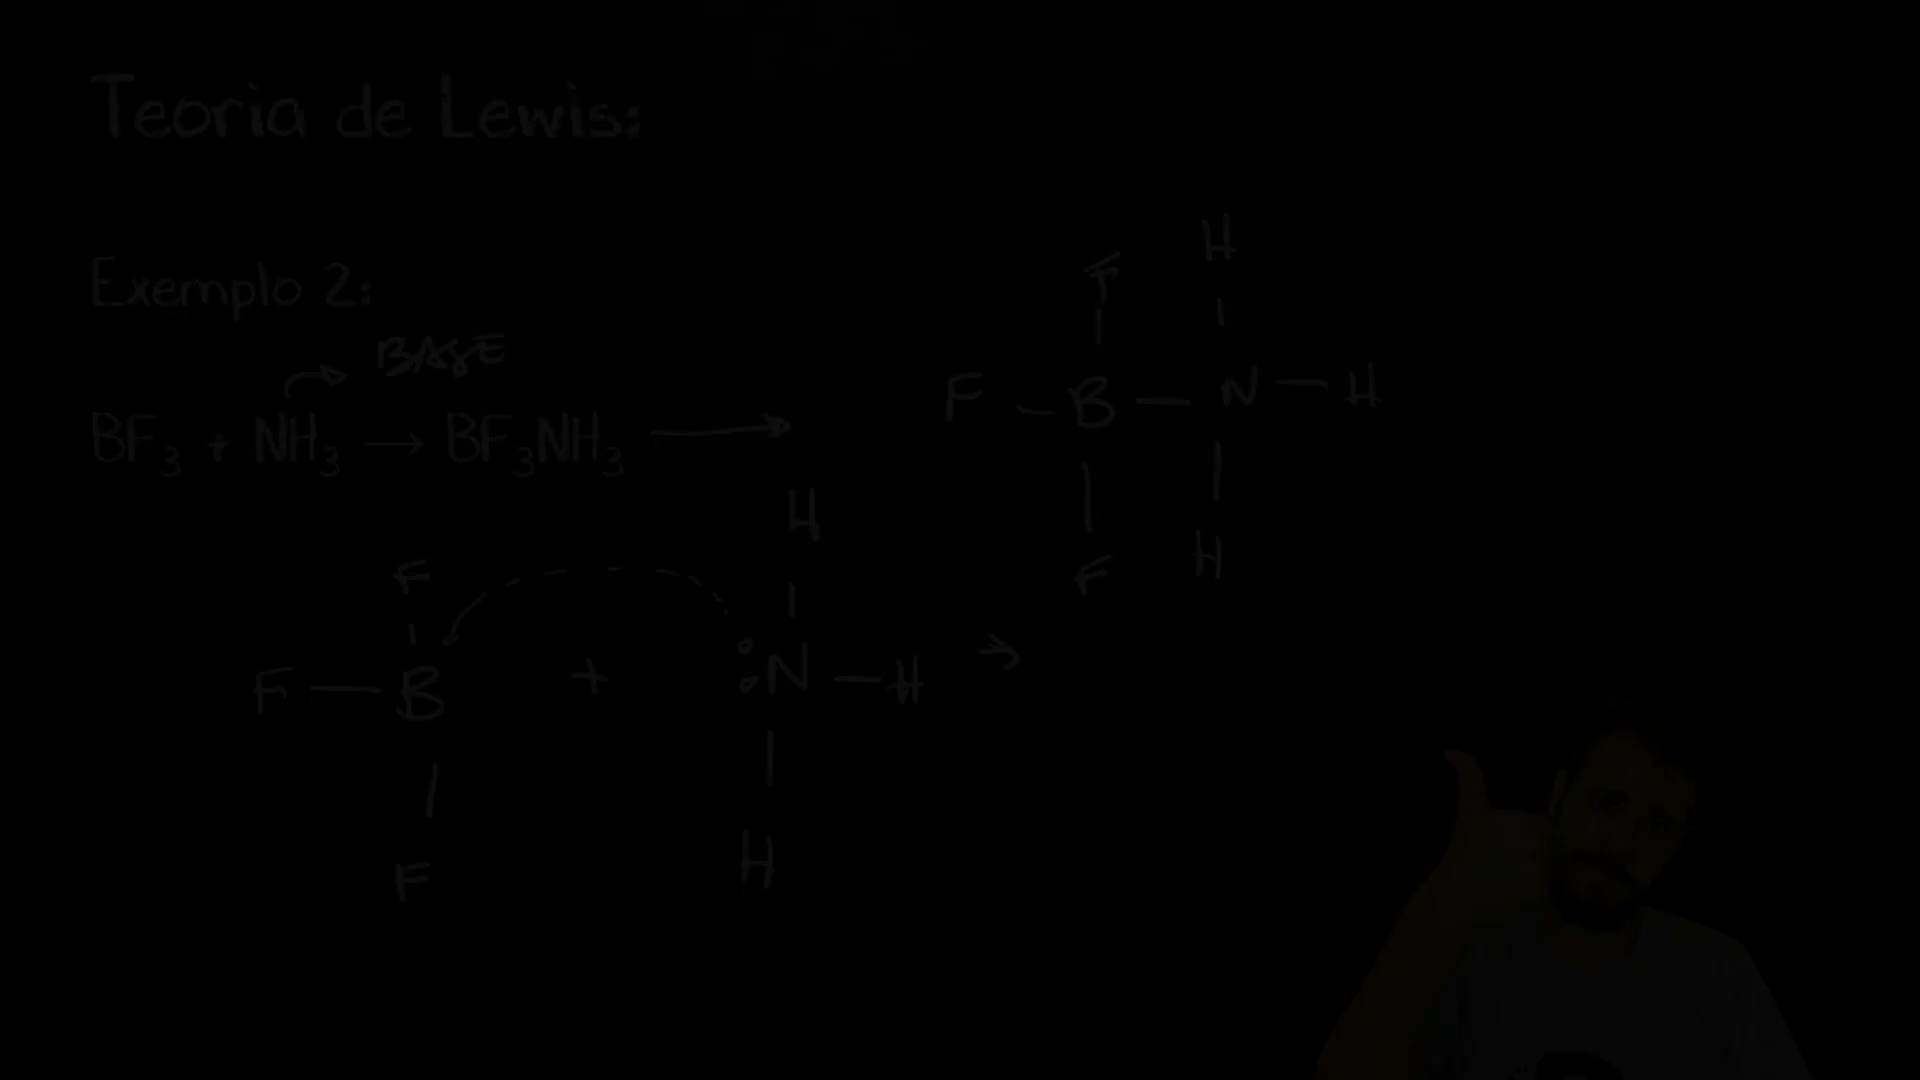 Teoria de Lewis:
Exemplo 2:
BASE
BF₃ + NH₃ → BF₃NH₃ →
F H
F — B — N — H
F H
F H
F — B + :N — H →
F H